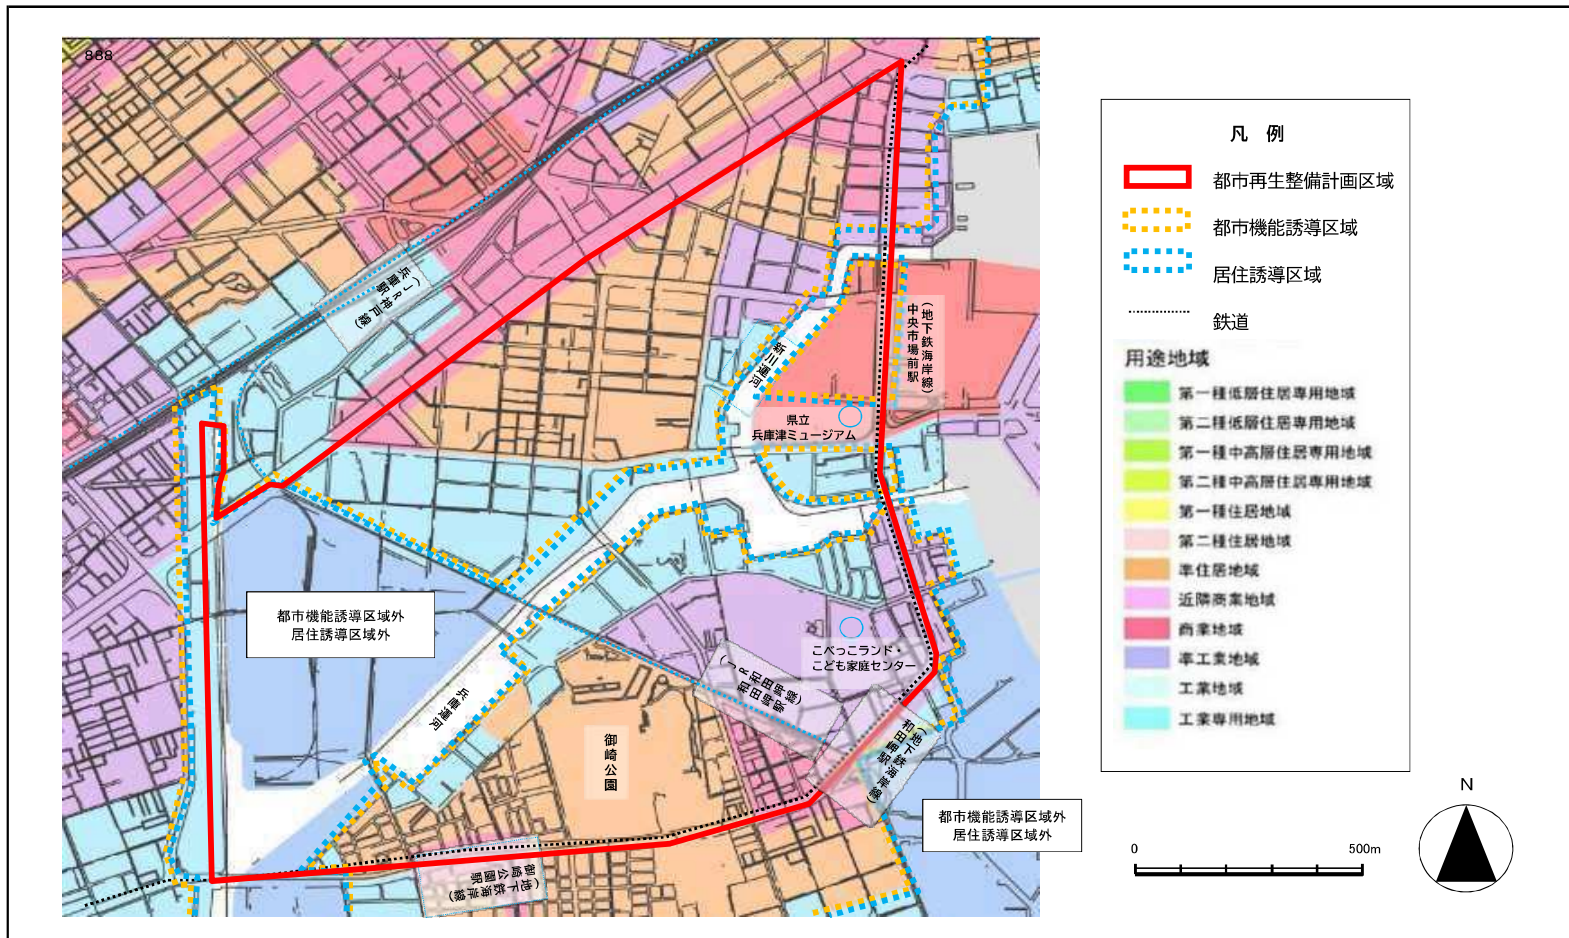 888
兵庫駅
(JR神戸線)
新川運河
(地下鉄海岸線)
中央市場前駅
県立
兵庫津ミュージアム
都市機能誘導区域外
居住誘導区域外
こべっこランド・
こども家庭センター
(JR和田岬線)
和田岬駅
(地下鉄海岸線)
和田岬駅
兵庫運河
御崎公園
御崎公園駅
(地下鉄海岸線)
都市機能誘導区域外
居住誘導区域外
凡 例
都市再生整備計画区域
都市機能誘導区域
居住誘導区域
鉄道
用途地域
第一種低層住居専用地域
第二種低層住居専用地域
第一種中高層住居専用地域
第二種中高層住居専用地域
第一種住居地域
第二種住居地域
準住居地域
近隣商業地域
商業地域
準工業地域
工業地域
工業専用地域
N
0 500m